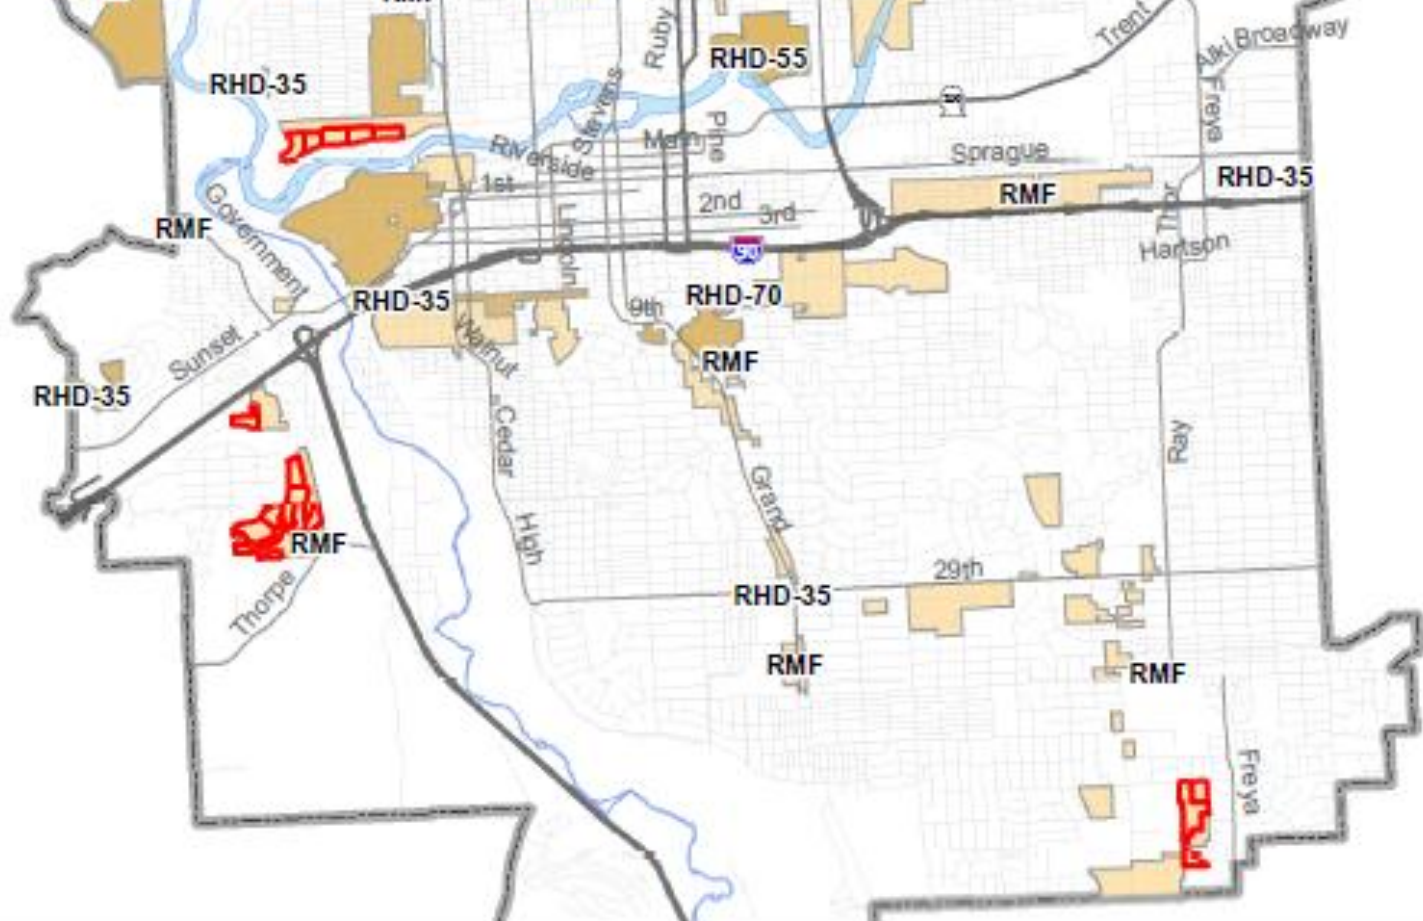 Ruby
RHD-55
Trent
Alki
Broadway
RHD-35
Stevens
Freya
Main
Pine
Riverside
Sprague
1st
RMF
RHD-35
Government
2nd
3rd
Thor
RMF
Lincoln
90
Hartson
RHD-35
RHD-70
9th
Sunset
Walnut
RMF
RHD-35
Cedar
Ray
Grand
High
RMF
29th
Thorpe
RHD-35
RMF
RMF
Freya